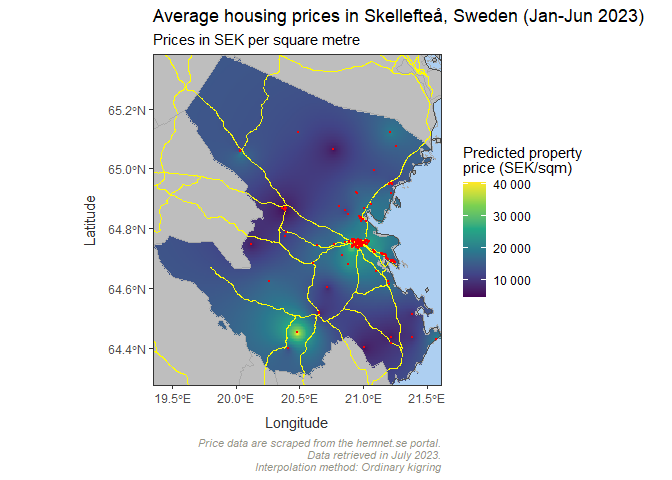 Average housing prices in Skellefteå, Sweden (Jan-Jun 2023)
Prices in SEK per square metre
65.2°N
65.0°N
64.8°N
64.6°N
64.4°N
Latitude
19.5°E
20.0°E
20.5°E
21.0°E
21.5°E
Longitude
Predicted property
price (SEK/sqm)
40 000
30 000
20 000
10 000
Price data are scraped from the hemnet.se portal.
Data retrieved in July 2023.
Interpolation method: Ordinary kigring